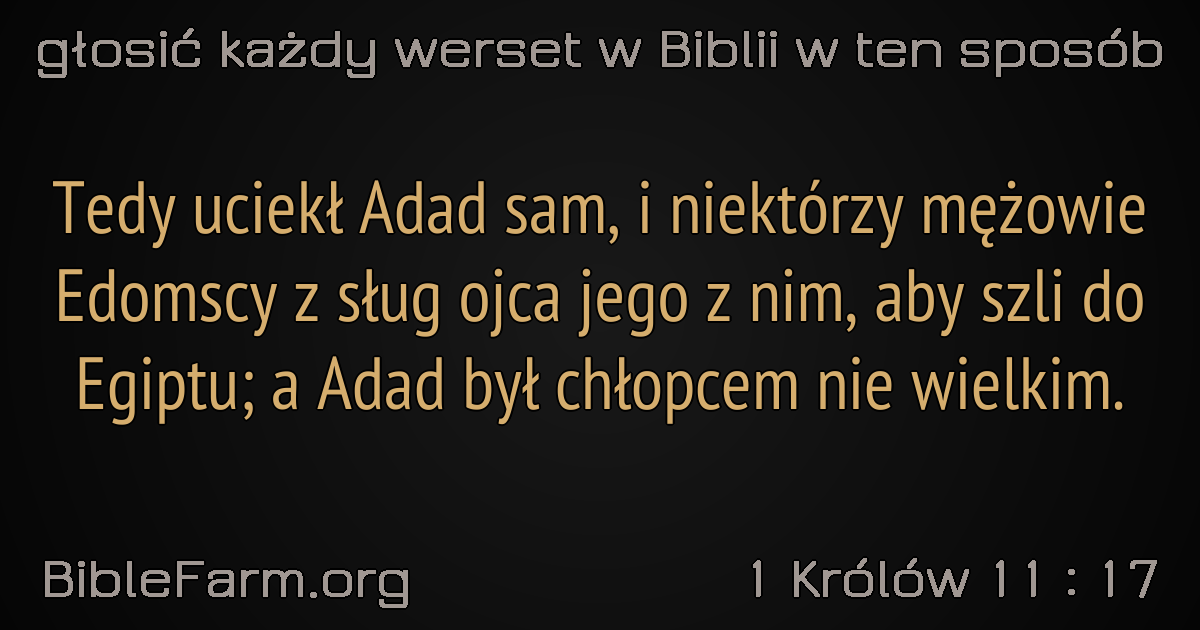 głosić każdy werset w Biblii w ten sposób
Tedy uciekł Adad sam, i niektórzy mężowie
Edomscy z sług ojca jego z nim, aby szli do
Egiptu; a Adad był chłopcem nie wielkim.
BibleFarm.org
1 Królów 11 : 17